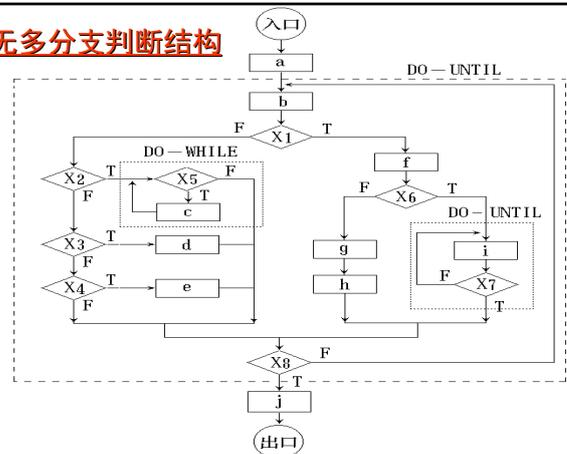 无多分支判断结构
入口
a
DO-UNTIL
b
F X1 T
DO-WHILE
f
X2 T X5 F
F T
c
F X6 T
DO-UNTIL
X3 T d
F
g
i
X4 T e
F
h
F X7
T
X8 F
T
j
出口